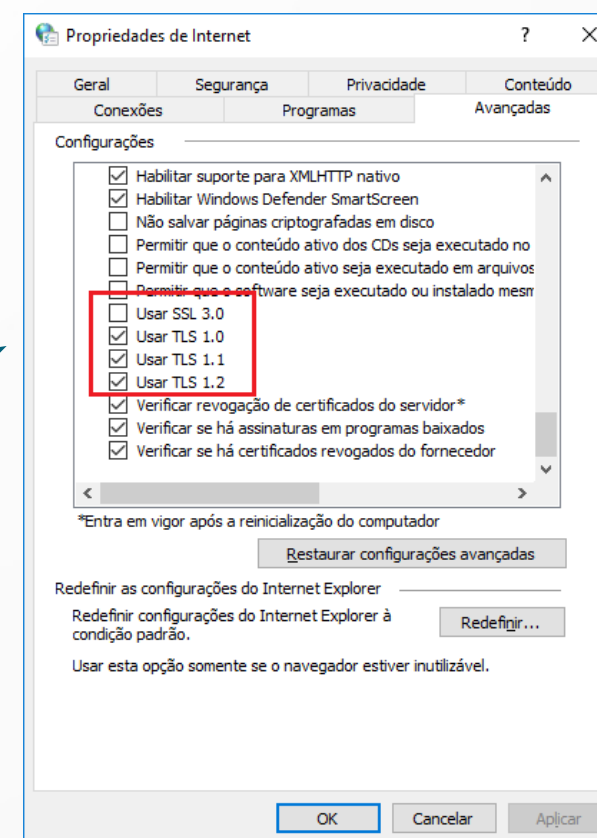 Propriedades de Internet
Geral Segurança Privacidade Conteúdo
Conexões Programas Avançadas
Configurações
Habilitar suporte para XMLHTTP nativo
Habilitar Windows Defender SmartScreen
Não salvar páginas criptografadas em disco
Permitir que o conteúdo ativo dos CDs seja executado no
Permitir que o conteúdo ativo seja executado em arquivos
Permitir que o software seja executado ou instalado mesm
Usar SSL 3.0
Usar TLS 1.0
Usar TLS 1.1
Usar TLS 1.2
Verificar revogação de certificados do servidor*
Verificar se há assinaturas em programas baixados
Verificar se há certificados revogados do fornecedor
*Entra em vigor após a reinicialização do computador
Restaurar configurações avançadas
Redefinir as configurações do Internet Explorer
Redefinir configurações do Internet Explorer à
condição padrão.
Redefinir...
Usar esta opção somente se o navegador estiver inutilizável.
OK Cancelar Aplicar